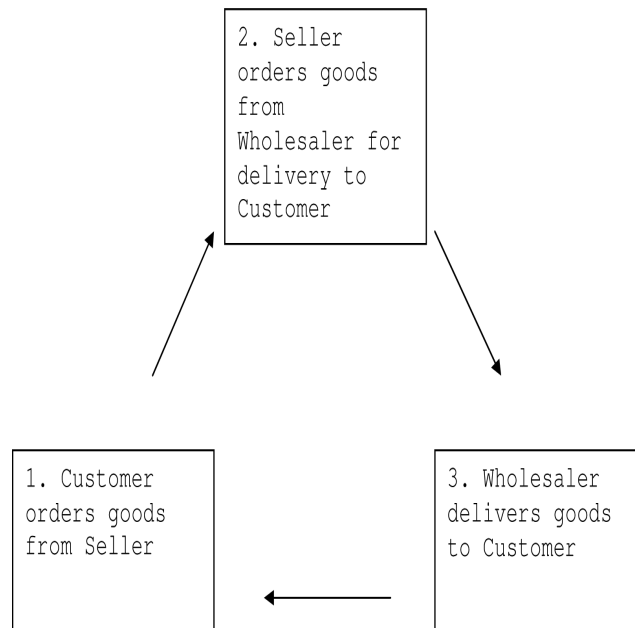 2. Seller
orders goods
from
Wholesaler for
delivery to
Customer
1. Customer
orders goods
from Seller
3. Wholesaler
delivers goods
to Customer